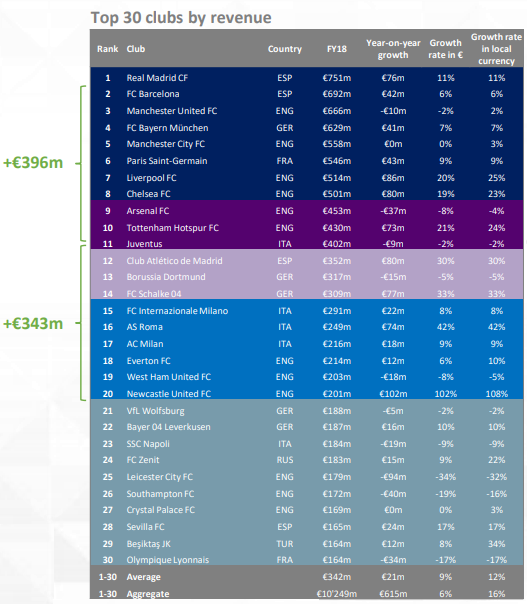 Top 30 clubs by revenue
Rank Club Country FY18 Year-on-year growth Growth rate in € Growth rate in local currency
1 Real Madrid CF ESP €751m €76m 11% 11%
2 FC Barcelona ESP €692m €42m 6% 6%
3 Manchester United FC ENG €666m -€10m -2% 2%
4 FC Bayern München GER €629m €41m 7% 7%
5 Manchester City FC ENG €558m €0m 0% 3%
+€396m
6 Paris Saint-Germain FRA €546m €43m 9% 9%
7 Liverpool FC ENG €514m €86m 20% 25%
8 Chelsea FC ENG €501m €80m 19% 23%
9 Arsenal FC ENG €453m -€37m -8% -4%
10 Tottenham Hotspur FC ENG €430m €73m 21% 24%
11 Juventus ITA €402m -€9m -2% -2%
12 Club Atlético de Madrid ESP €352m €80m 30% 30%
13 Borussia Dortmund GER €317m -€15m -5% -5%
14 FC Schalke 04 GER €309m €77m 33% 33%
15 FC Internazionale Milano ITA €291m €22m 8% 8%
+€343m
16 AS Roma ITA €249m €74m 42% 42%
17 AC Milan ITA €216m €18m 9% 9%
18 Everton FC ENG €214m €12m 6% 10%
19 West Ham United FC ENG €203m -€18m -8% -5%
20 Newcastle United FC ENG €201m €102m 102% 108%
21 VfL Wolfsburg GER €188m -€5m -2% -2%
22 Bayer 04 Leverkusen GER €187m €16m 10% 10%
23 SSC Napoli ITA €184m -€19m -9% -9%
24 FC Zenit RUS €183m €15m 9% 22%
25 Leicester City FC ENG €179m -€94m -34% -32%
26 Southampton FC ENG €172m -€40m -19% -16%
27 Crystal Palace FC ENG €169m €0m 0% 3%
28 Sevilla FC ESP €165m €24m 17% 17%
29 Beşiktaş JK TUR €164m €12m 8% 34%
30 Olympique Lyonnais FRA €164m -€34m -17% -17%
1-30 Average €342m €21m 9% 12%
1-30 Aggregate €10'249m €615m 6% 16%